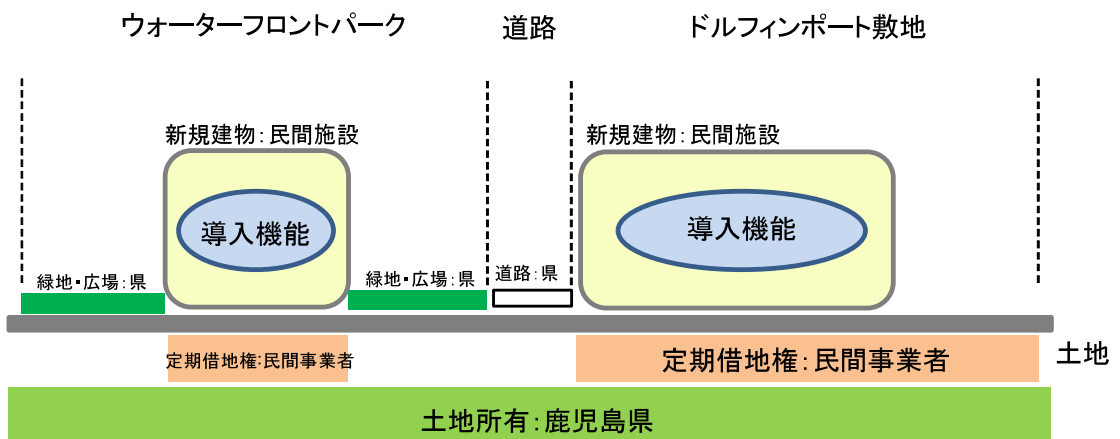 ウォーターフロントパーク
道路
ドルフィンポート敷地
新規建物：民間施設
新規建物：民間施設
導入機能
導入機能
緑地・広場：県
緑地・広場：県
道路：県
定期借地権：民間事業者
定期借地権：民間事業者
土地
土地所有：鹿児島県